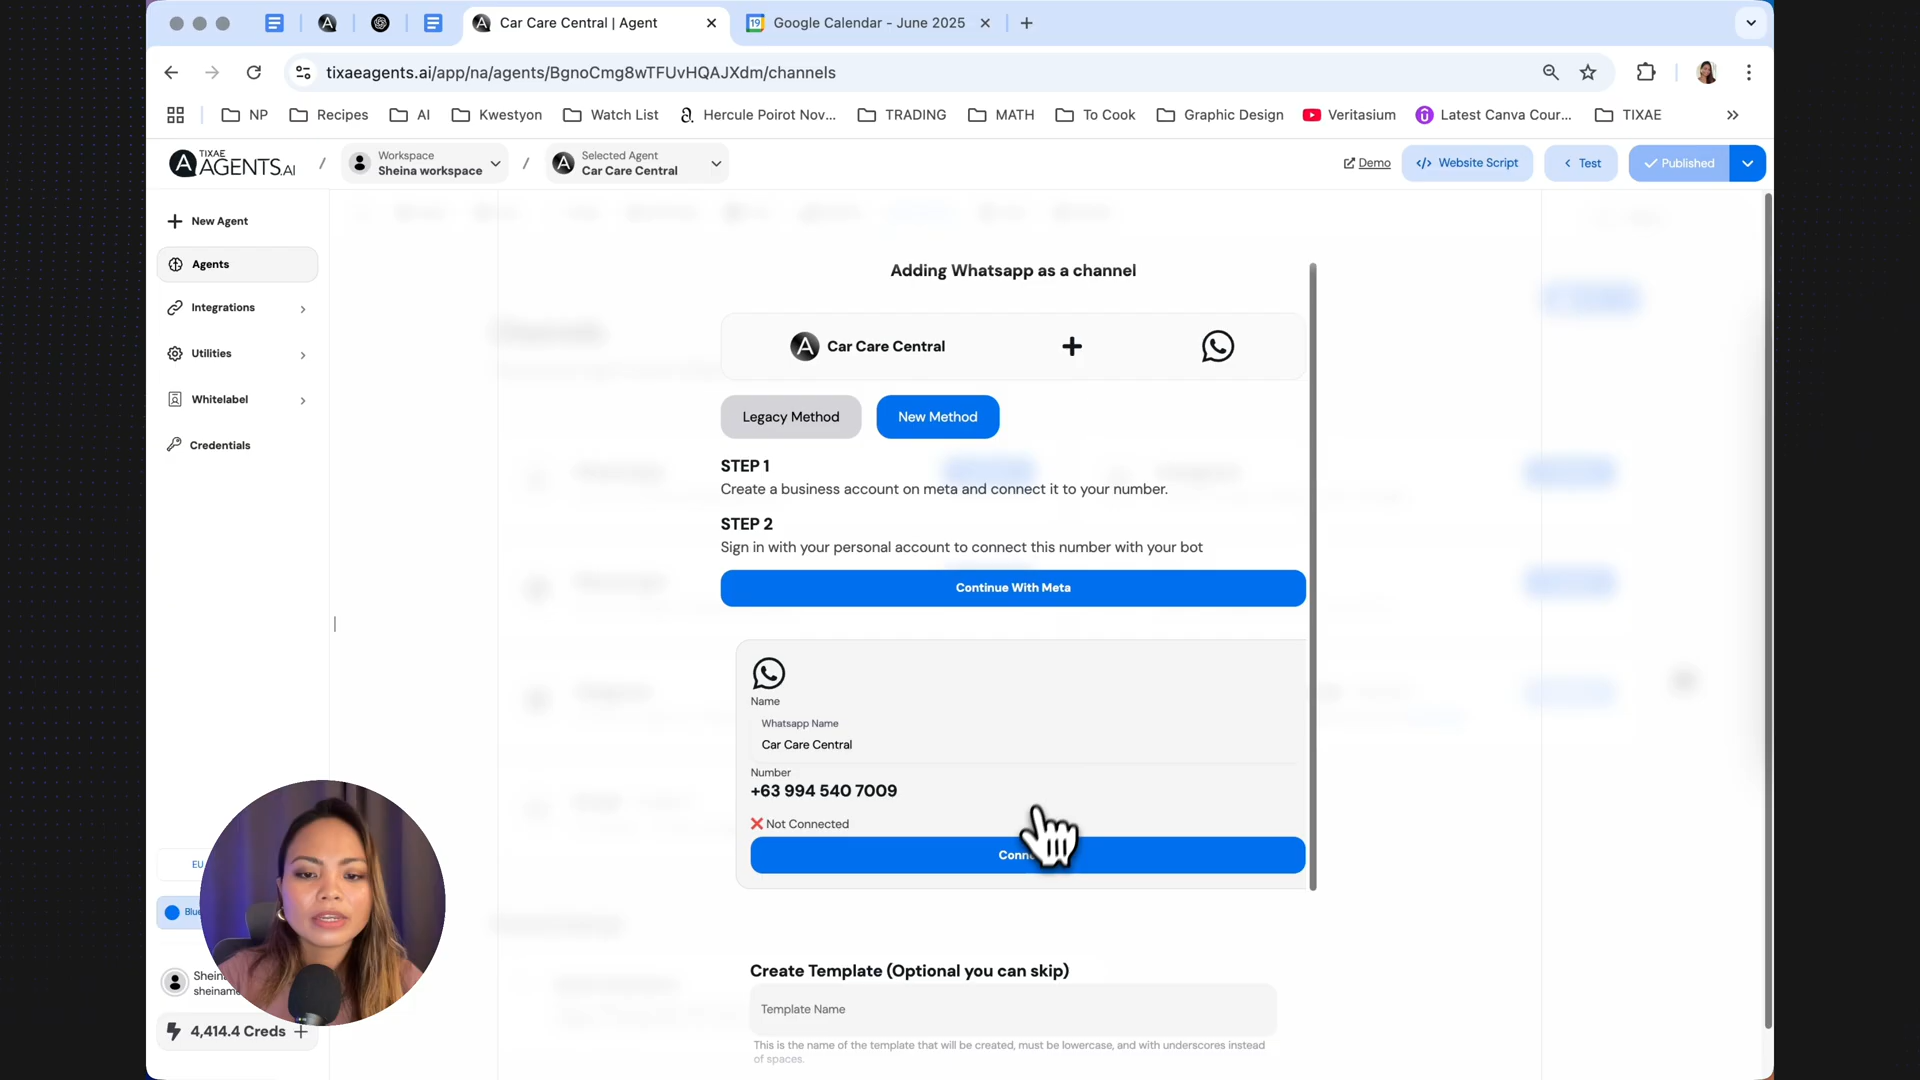 Car Care Central | Agent
19
Google Calendar - June 2025
tixaeagents.ai/app/na/agents/BgnoCmg8wTFUvHQAJXdm/channels
NP
Recipes
AI
Kwestyon
Watch List
Hercule Poirot Nov...
TRADING
MATH
To Cook
Graphic Design
Veritasium
Latest Canva Cour...
TIXAE
TIXAE
AGENTS.AI
/
Workspace
Sheina workspace
/
Selected Agent
Car Care Central
Demo
Website Script
Test
Published
New Agent
Agents
Integrations
Utilities
Whitelabel
Credentials
Adding Whatsapp as a channel
Car Care Central
Legacy Method
New Method
STEP 1
Create a business account on meta and connect it to your number.
STEP 2
Sign in with your personal account to connect this number with your bot
Continue With Meta
Name
Whatsapp Name
Car Care Central
Number
+63 994 540 7009
Not Connected
Create Template (Optional you can skip)
Template Name
This is the name of the template that will be created, must be lowercase, and with underscores instead
of spaces.
EU
4,414.4 Creds